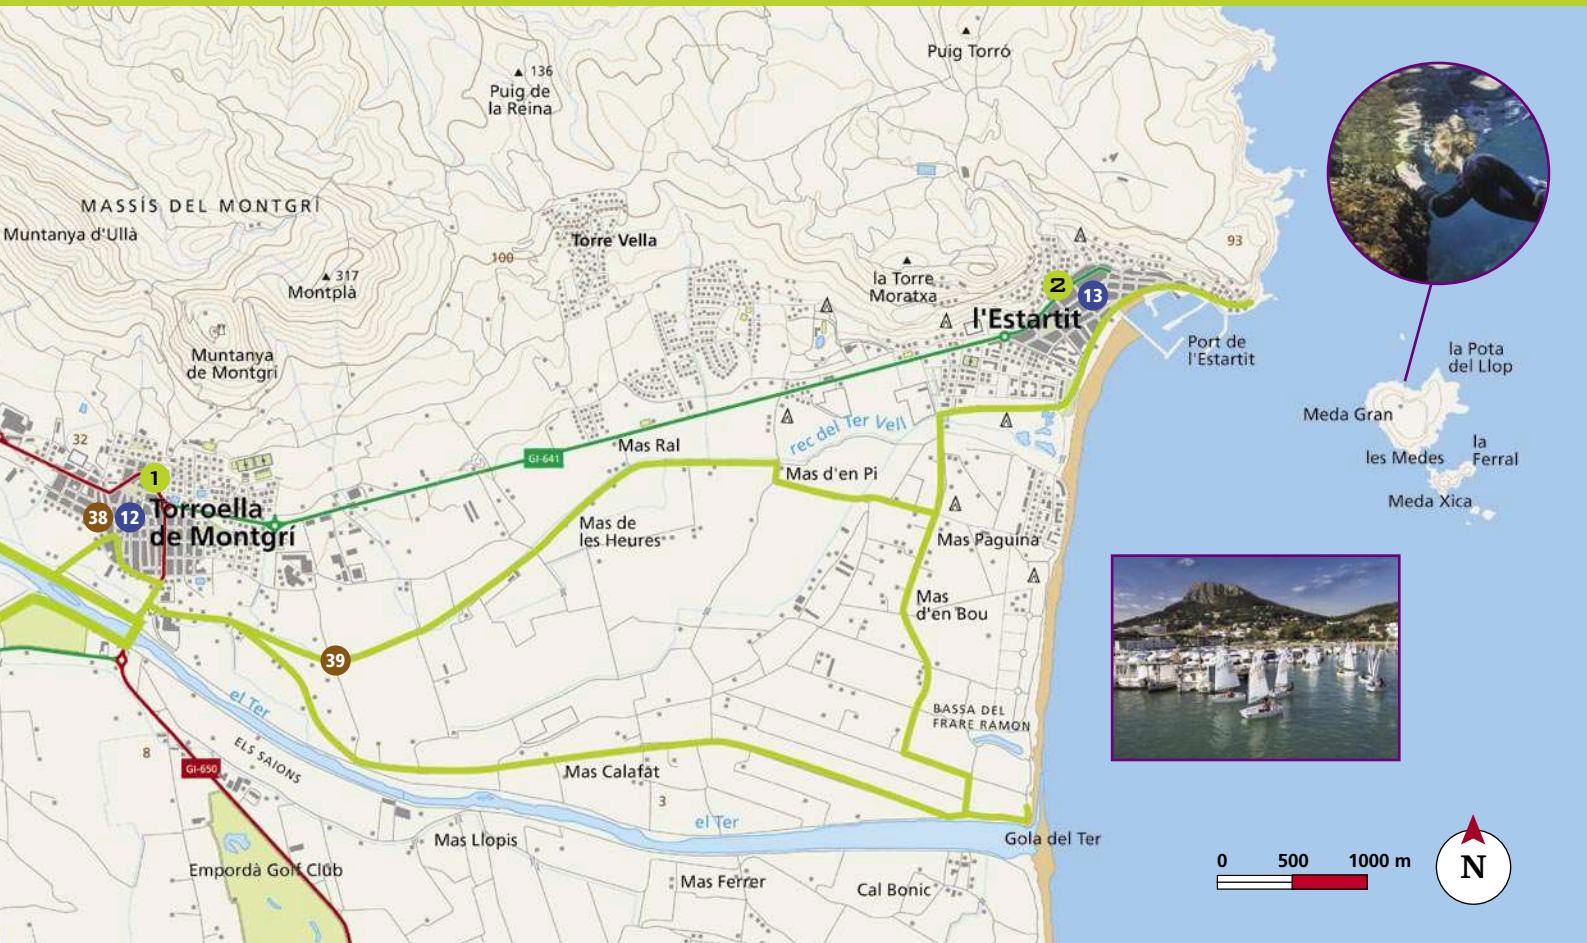 Puig Torró
136
Puig de
la Reina
MASSÍS DEL MONTGRÍ
Muntanya d'Ullà
Torre Vella
100
93
317
Montplà
la Torre
Moratxa
2
13
l'Estartit
Port de
l'Estartit
Muntanya
de Montgrí
la Pota
del Llop
Meda Gran
les Medes
la
Ferral
Meda Xica
32
Mas Ral
rec del Ter Vell
GI-641
Mas d'en Pi
1
38
12
Torroella
de Montgrí
Mas de
les Heures
Mas Paguina
Mas
d'en Bou
39
el Ter
BASSA DEL
FRARE RAMON
8
ELS SAIONS
GI-650
Mas Calafat
3
el Ter
Mas Llopis
Gola del Ter
Empordà Golf Club
Mas Ferrer
Cal Bonic
0 500 1000 m
N